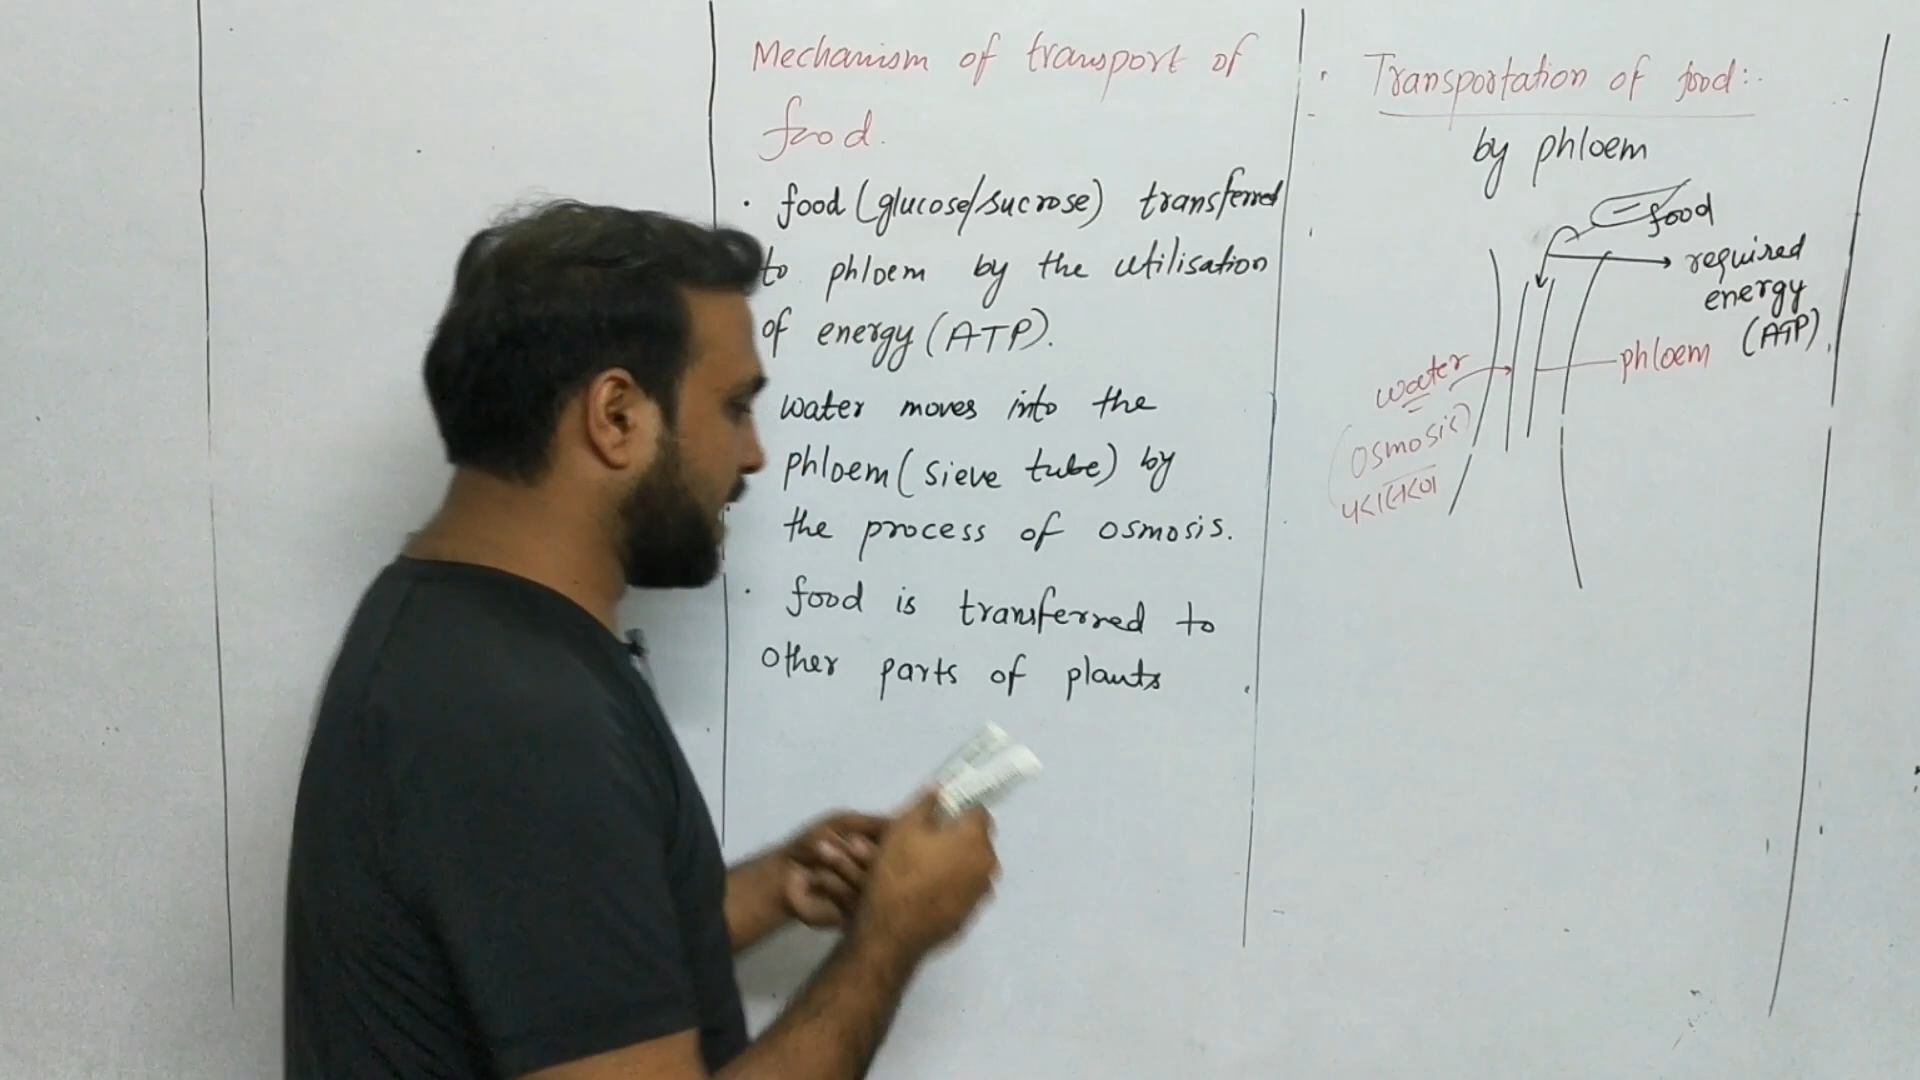 Mechanism of transport of
food.
· food (glucose/sucrose) transferred
to phloem by the utilisation
of energy (ATP).
water moves into the
phloem (sieve tube) by
the process of osmosis.
· food is transferred to
other parts of plants
Transportation of food:-
by phloem
food
required
energy
(ATP).
phloem
water
(osmosis)